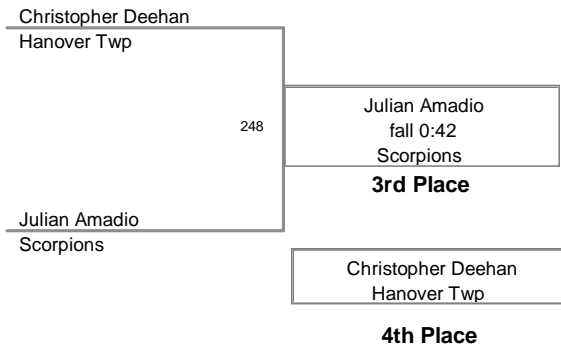 Christopher Deehan
Hanover Twp
248
Julian Amadio
fall 0:42
Scorpions
3rd Place
Julian Amadio
Scorpions
Christopher Deehan
Hanover Twp
4th Place